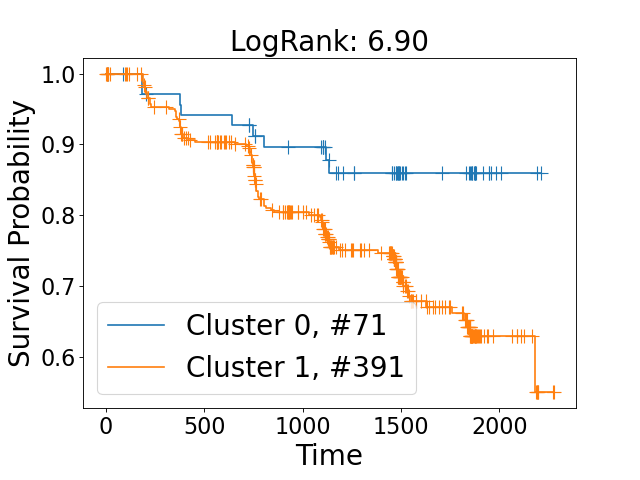 LogRank: 6.90
Survival Probability
1.0
0.9
0.8
0.7
0.6
Cluster 0, #71
Cluster 1, #391
0
500
1000
1500
2000
Time